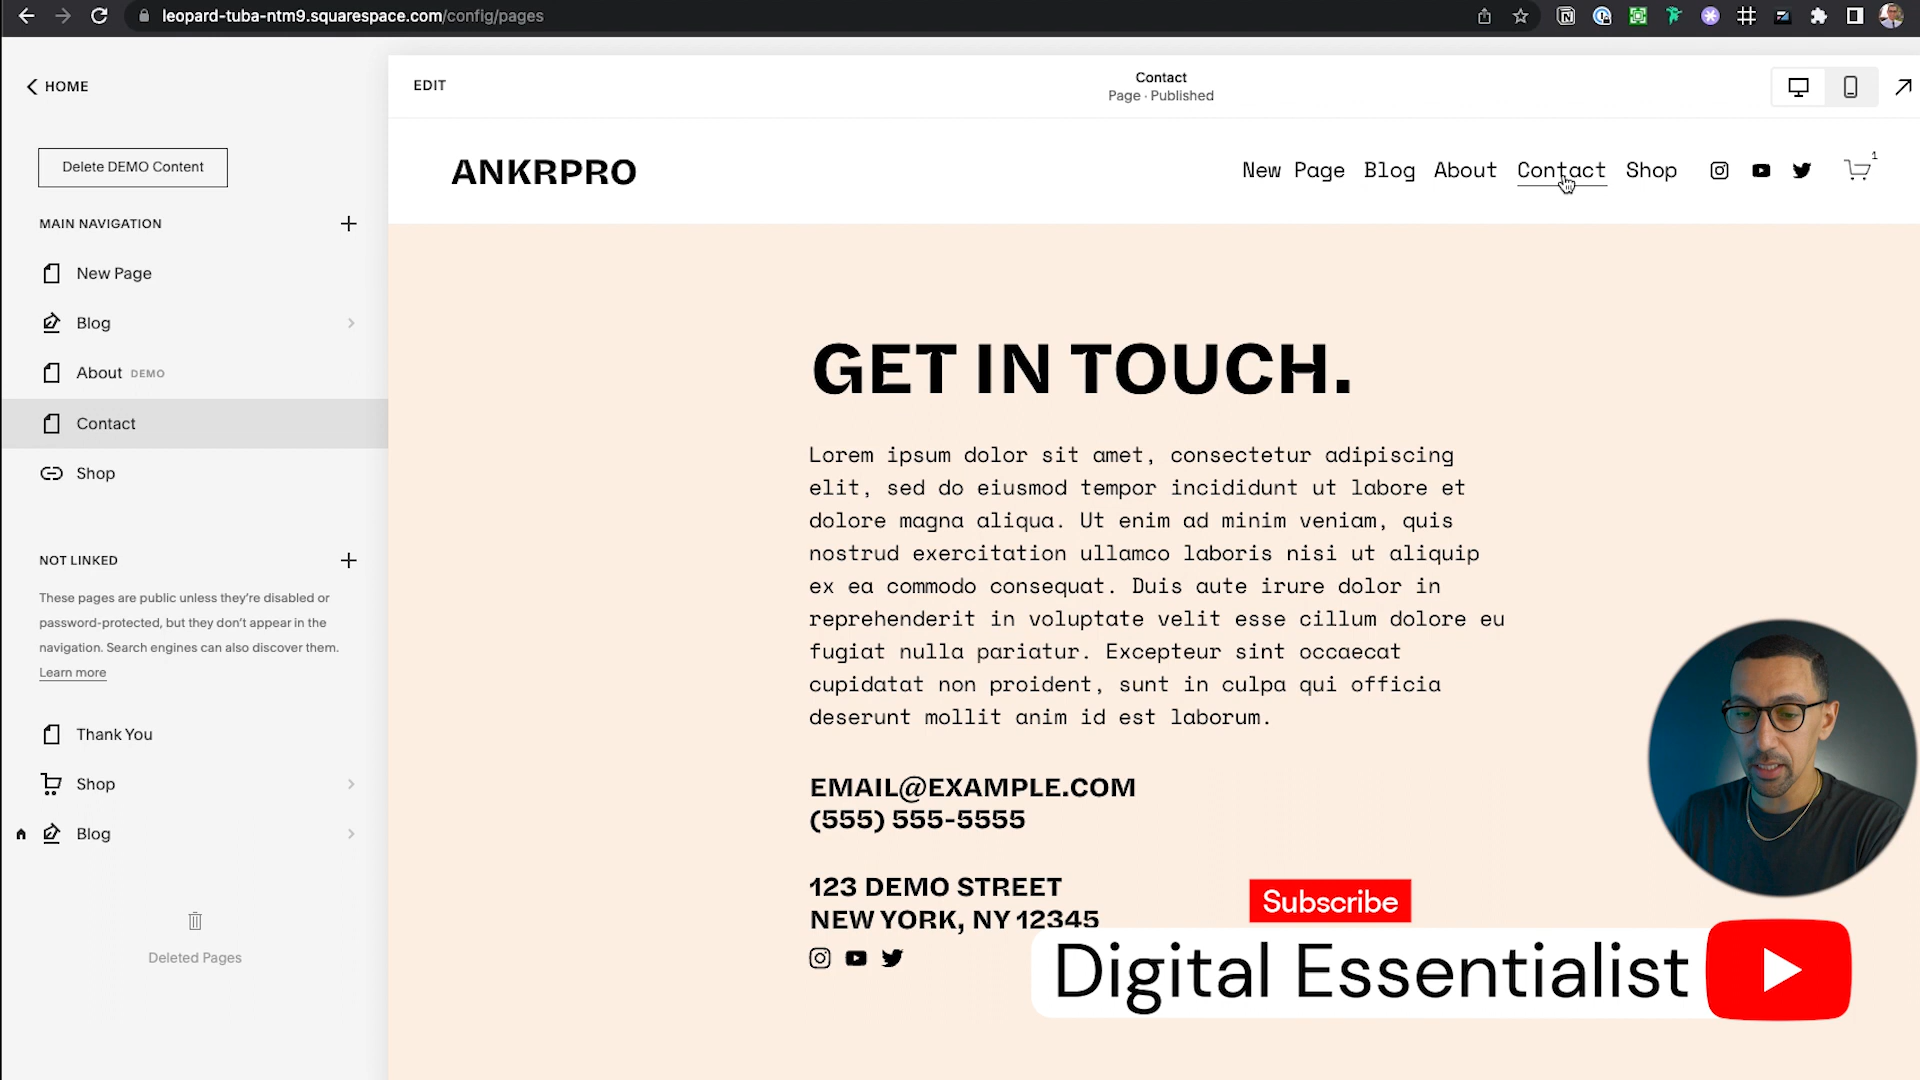 leopard-tuba-ntm9.squarespace.com/config/pages
HOME
EDIT
Contact
Page · Published
Delete DEMO Content
ANKRPRO
New Page Blog About Contact Shop
1
MAIN NAVIGATION
New Page
Blog
About DEMO
Contact
Shop
NOT LINKED
These pages are public unless they're disabled or
password-protected, but they don't appear in the
navigation. Search engines can also discover them.
Learn more
Thank You
Shop
Blog
Deleted Pages
GET IN TOUCH.
Lorem ipsum dolor sit amet, consectetur adipiscing
elit, sed do eiusmod tempor incididunt ut labore et
dolore magna aliqua. Ut enim ad minim veniam, quis
nostrud exercitation ullamco laboris nisi ut aliquip
ex ea commodo consequat. Duis aute irure dolor in
reprehenderit in voluptate velit esse cillum dolore eu
fugiat nulla pariatur. Excepteur sint occaecat
cupidatat non proident, sunt in culpa qui officia
deserunt mollit anim id est laborum.
EMAIL@EXAMPLE.COM
(555) 555-5555
123 DEMO STREET
NEW YORK, NY 12345
Subscribe
Digital Essentialist